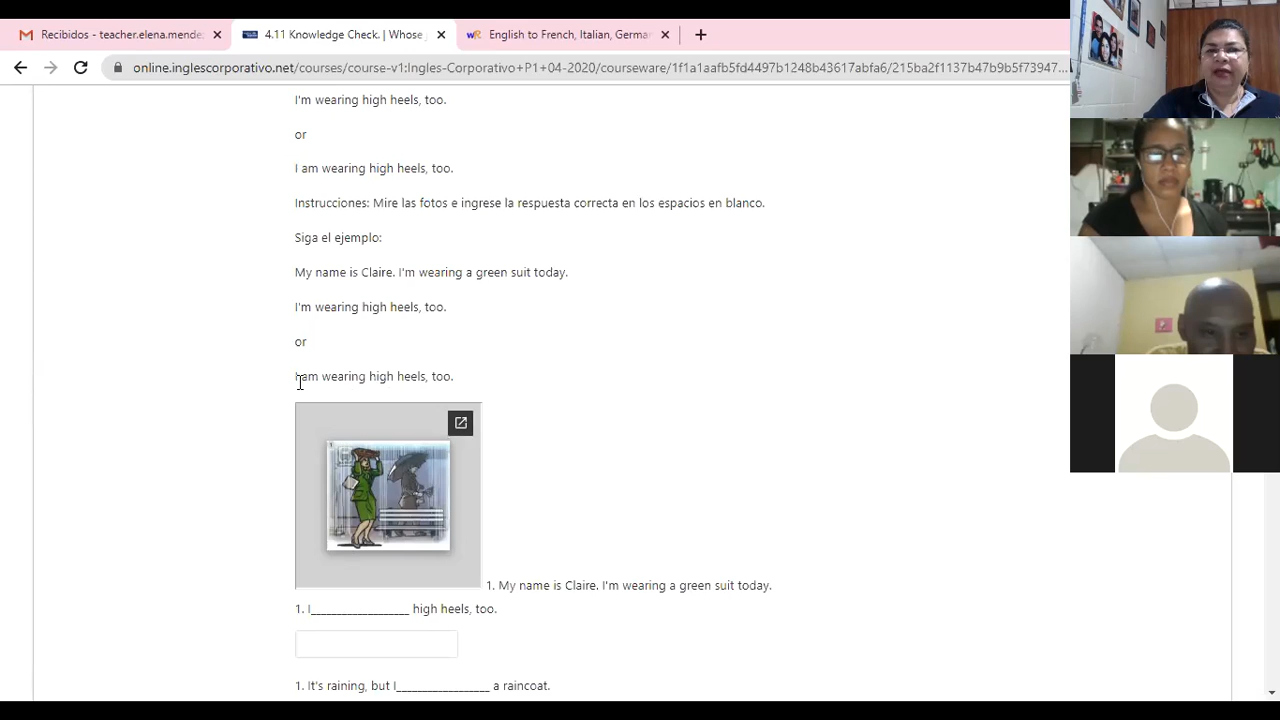 Recibidos - teacher.elena.mende
4.11 Knowledge Check. | Whose
English to French, Italian, Germa
online.inglescorporativo.net/courses/course-v1:Ingles-Corporativo+P1+04-2020/courseware/1f1a1aafb5fd4497b1248b43617abfa6/215ba2f1137b47b9b5f73947...
I'm wearing high heels, too.
or
I am wearing high heels, too.
Instrucciones: Mire las fotos e ingrese la respuesta correcta en los espacios en blanco.
Siga el ejemplo:
My name is Claire. I'm wearing a green suit today.
I'm wearing high heels, too.
or
I am wearing high heels, too.
1. My name is Claire. I'm wearing a green suit today.
1. I__________________ high heels, too.
1. It's raining, but I__________________ a raincoat.